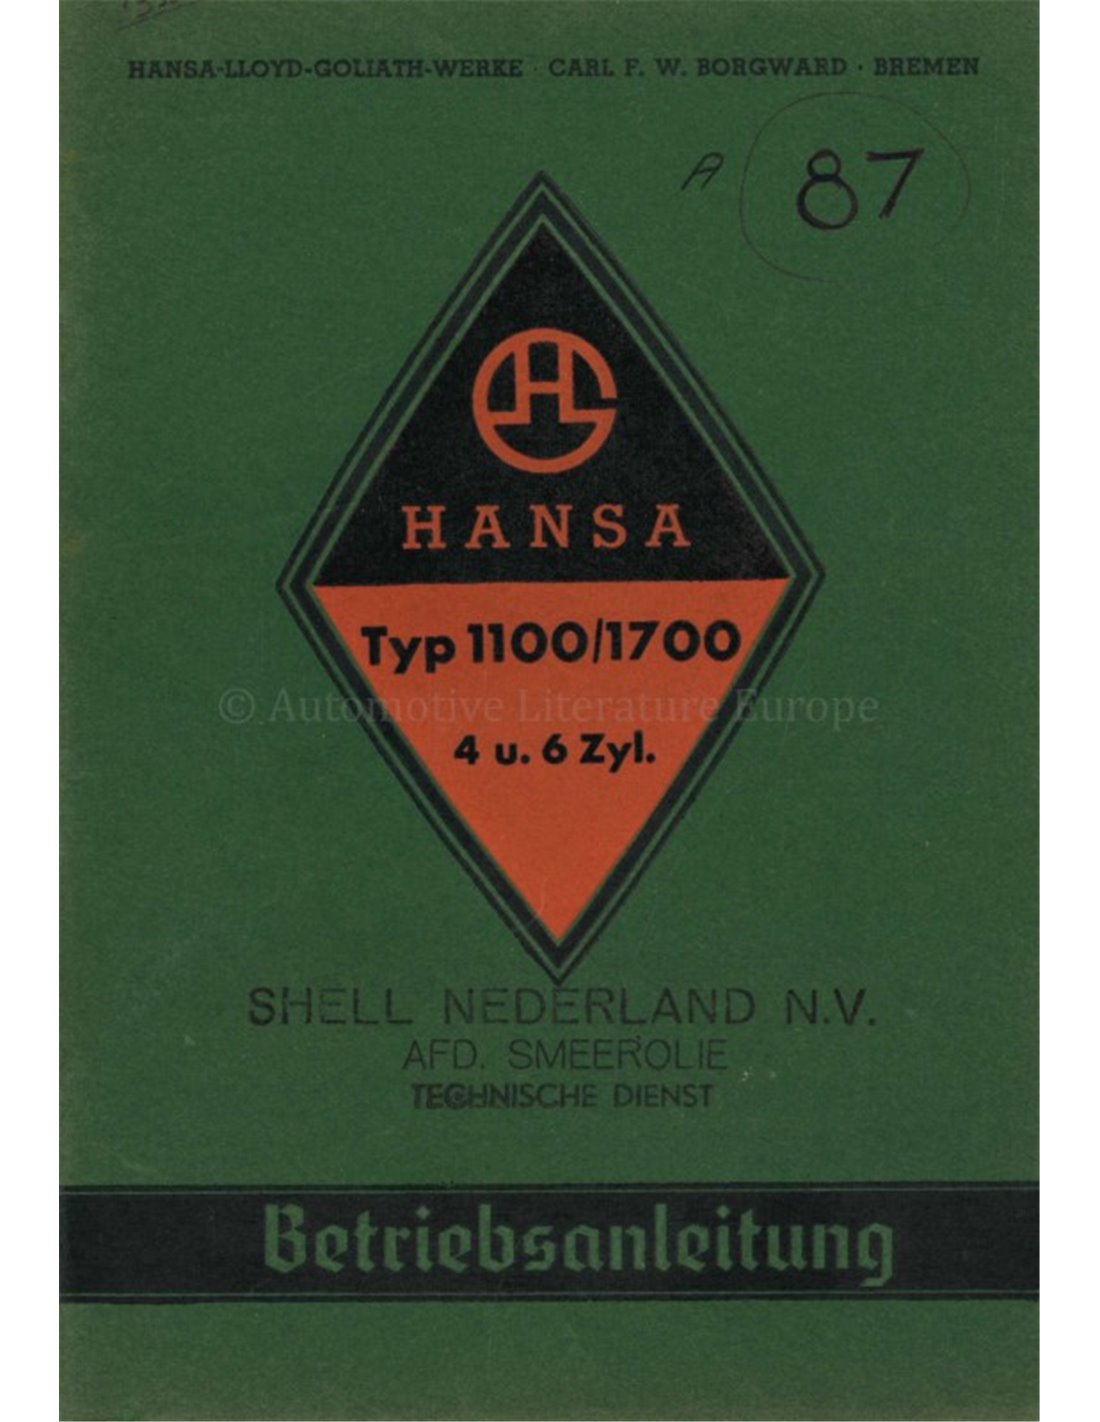 HANSA-LLOYD-GOLIATH-WERKE · CARL F. W. BORGWARD · BREMEN
A 87
HANSA
Typ 1100/1700
© Automotive Literature Europe
4 u. 6 Zyl.
SHELL NEDERLAND N.V.
AFD. SMEEROLIE
TECHNISCHE DIENST
Betriebsanleitung